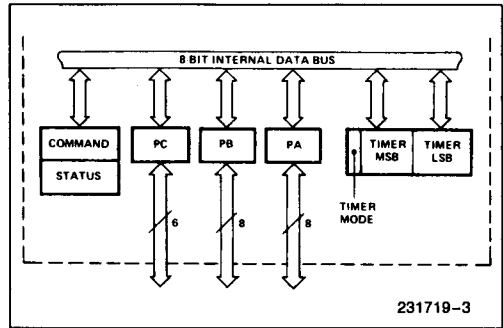 8 BIT INTERNAL DATA BUS
COMMAND
STATUS
PC
PB
PA
TIMER
MSB
TIMER
LSB
TIMER
MODE
6
8
8
231719-3